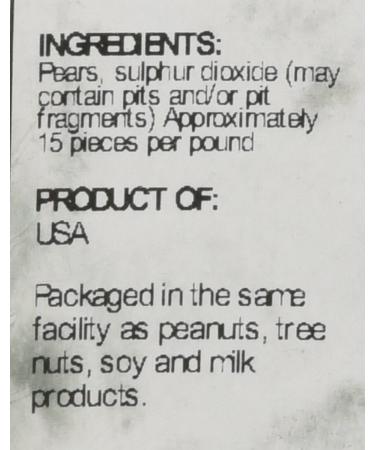 INGREDIENTS:
Pears, sulphur dioxide (may
contain pits and/or pit
fragments) Approximately
15 pieces per pound
PRODUCT OF:
USA
Packaged in the same
facility as peanuts, tree
nuts, soy and milk
products.